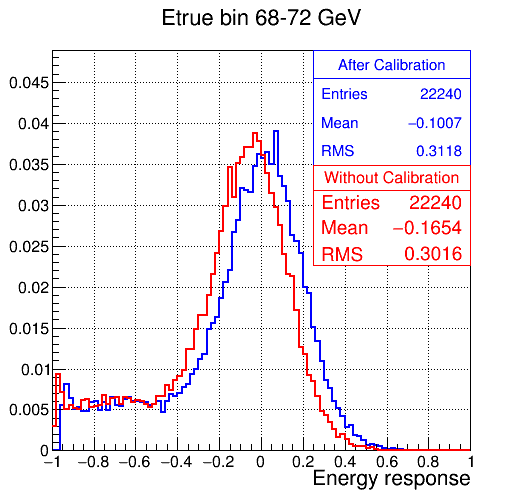 Etrue bin 68-72 GeV
After Calibration
Entries 22240
Mean −0.1007
RMS 0.3118
Without Calibration
Entries 22240
Mean −0.1654
RMS 0.3016
0.045
0.04
0.035
0.03
0.025
0.02
0.015
0.01
0.005
0
−1 −0.8 −0.6 −0.4 −0.2 0 0.2 0.4 0.6 0.8 1
Energy response